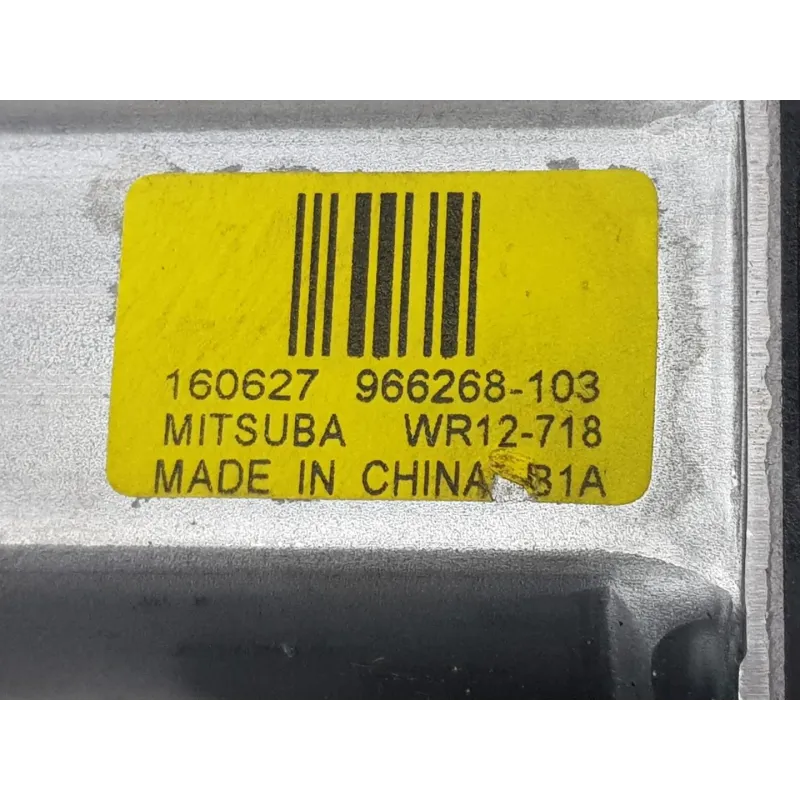 160627 966268-103
MITSUBA WR12-718
MADE IN CHINA B1A